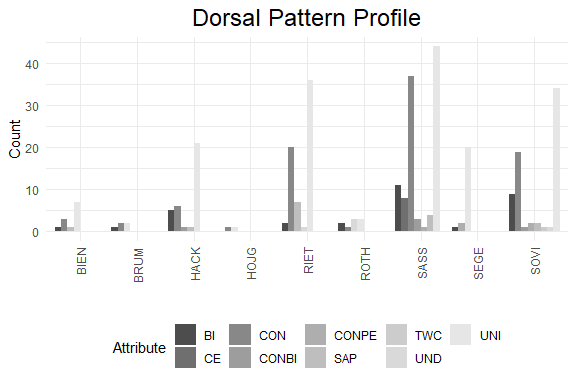 Dorsal Pattern Profile
Count
40
30
20
10
0
BIEN BRUM HACK HOJG RIET ROTH SASS SEGE SOVI
Attribute
BI CON CONPE TWC UNI
CE CONBI SAP UND